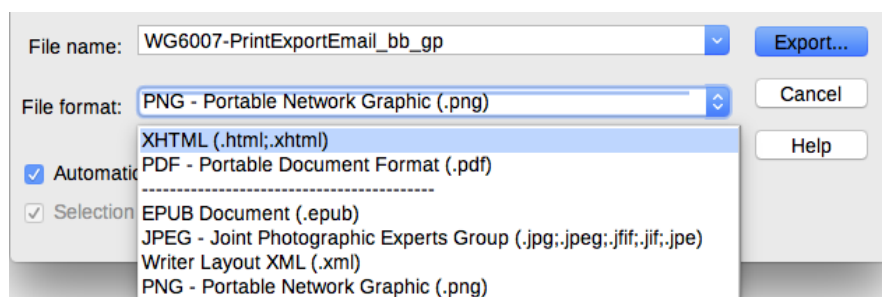 File name: WG6007-PrintExportEmail_bb_gp Export...
File format: PNG - Portable Network Graphic (.png) Cancel
XHTML (.html;.xhtml) Help
Automatic PDF - Portable Document Format (.pdf)
-----------------------------------------
Selection EPUB Document (.epub)
JPEG - Joint Photographic Experts Group (.jpg;.jpeg;.jfif;.jif;.jpe)
Writer Layout XML (.xml)
PNG - Portable Network Graphic (.png)